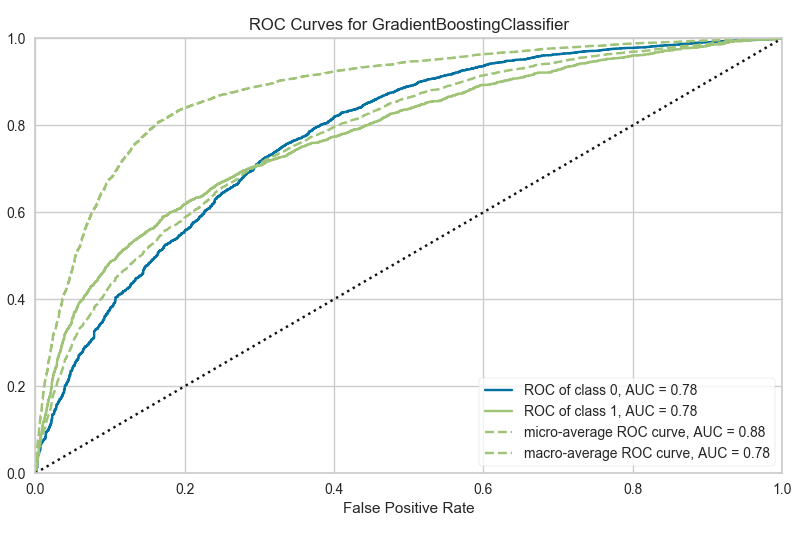 ROC Curves for GradientBoostingClassifier
1.0
0.8
0.6
0.4
0.2
0.0
ROC of class 0, AUC = 0.78
ROC of class 1, AUC = 0.78
micro-average ROC curve, AUC = 0.88
macro-average ROC curve, AUC = 0.78
0.0 0.2 0.4 0.6 0.8 1.0
False Positive Rate